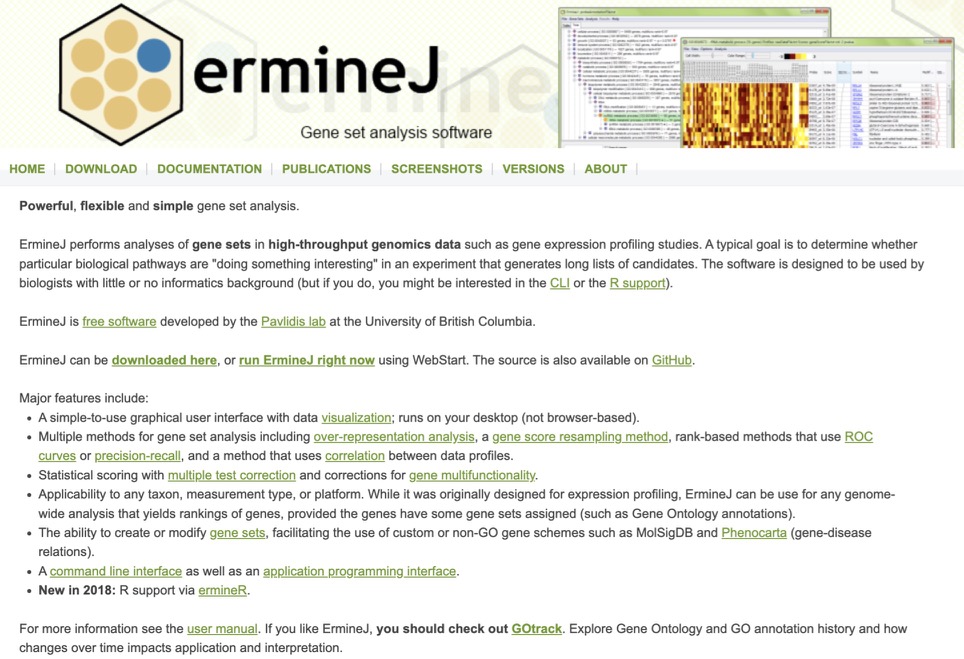 ermineJ
Gene set analysis software
HOME
DOWNLOAD
DOCUMENTATION
PUBLICATIONS
SCREENSHOTS
VERSIONS
ABOUT
Powerful, flexible and simple gene set analysis.
ErmineJ performs analyses of gene sets in high-throughput genomics data such as gene expression profiling studies. A typical goal is to determine whether
particular biological pathways are "doing something interesting" in an experiment that generates long lists of candidates. The software is designed to be used by
biologists with little or no informatics background (but if you do, you might be interested in the CLI or the R support).
ErmineJ is free software developed by the Pavlidis lab at the University of British Columbia.
ErmineJ can be downloaded here, or run ErmineJ right now using WebStart. The source is also available on GitHub.
Major features include:
• A simple-to-use graphical user interface with data visualization; runs on your desktop (not browser-based).
• Multiple methods for gene set analysis including over-representation analysis, a gene score resampling method, rank-based methods that use ROC
curves or precision-recall, and a method that uses correlation between data profiles.
• Statistical scoring with multiple test correction and corrections for gene multifunctionality.
• Applicability to any taxon, measurement type, or platform. While it was originally designed for expression profiling, ErmineJ can be use for any genome-
wide analysis that yields rankings of genes, provided the genes have some gene sets assigned (such as Gene Ontology annotations).
• The ability to create or modify gene sets, facilitating the use of custom or non-GO gene schemes such as MolSigDB and Phenocarta (gene-disease
relations).
• A command line interface as well as an application programming interface.
• New in 2018: R support via ermineR.
For more information see the user manual. If you like ErmineJ, you should check out GOtrack. Explore Gene Ontology and GO annotation history and how
changes over time impacts application and interpretation.